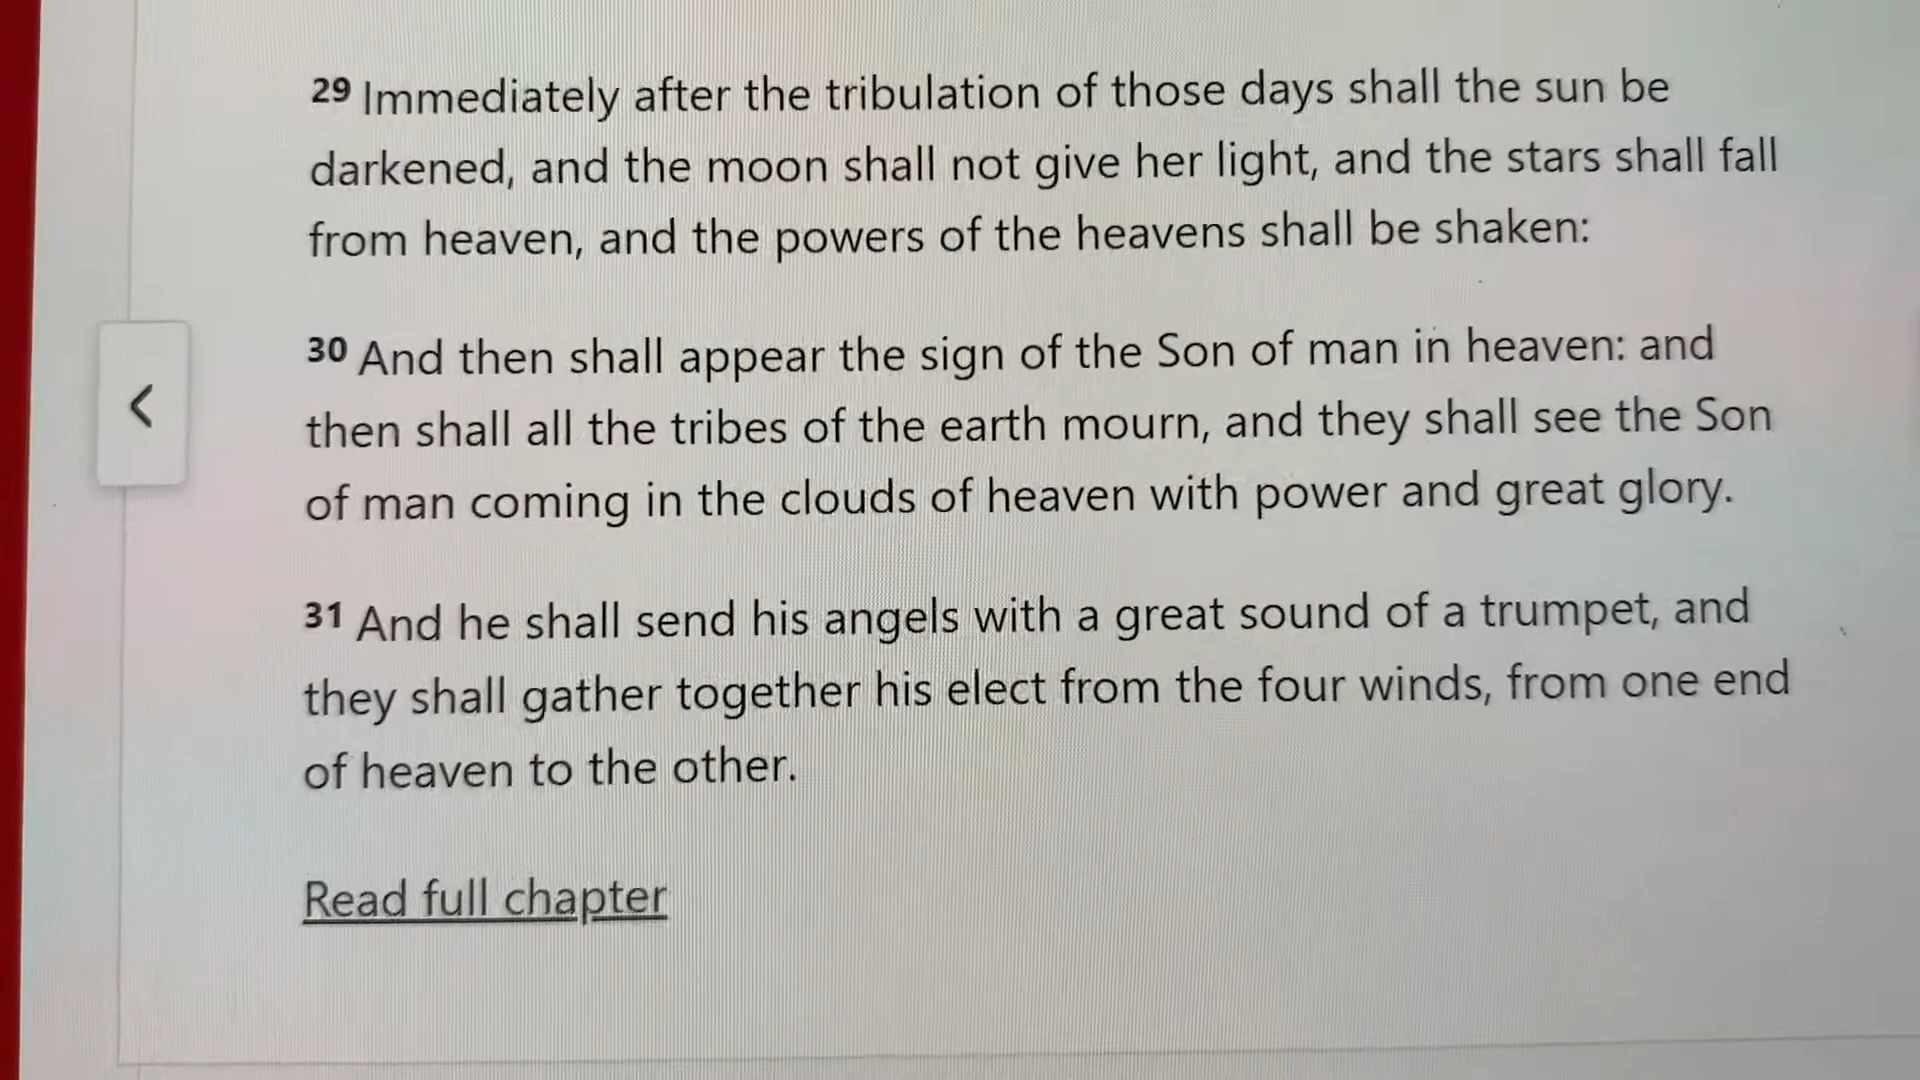 29 Immediately after the tribulation of those days shall the sun be
darkened, and the moon shall not give her light, and the stars shall fall
from heaven, and the powers of the heavens shall be shaken:
30 And then shall appear the sign of the Son of man in heaven: and
then shall all the tribes of the earth mourn, and they shall see the Son
of man coming in the clouds of heaven with power and great glory.
31 And he shall send his angels with a great sound of a trumpet, and
they shall gather together his elect from the four winds, from one end
of heaven to the other.
Read full chapter